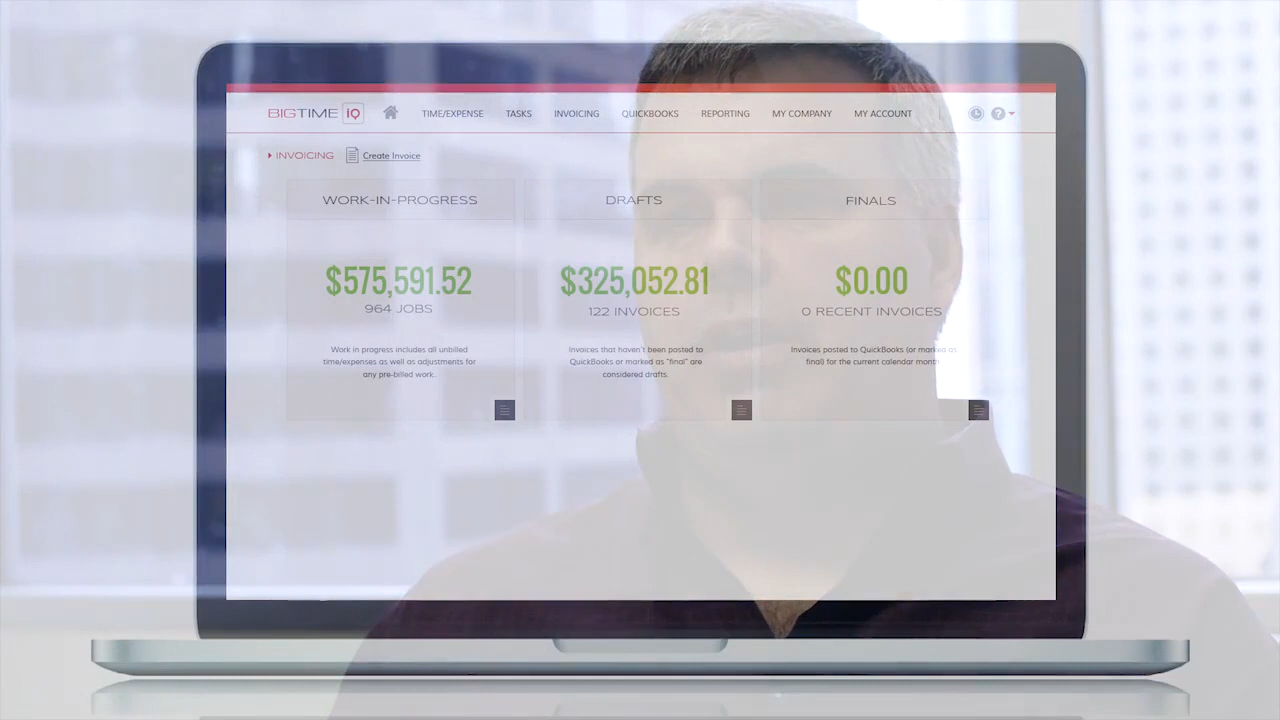 BIGTIME IQ TIME/EXPENSE TASKS INVOICING QUICKBOOKS REPORTING MY COMPANY MY ACCOUNT ?
INVOICING Create Invoice
WORK-IN-PROGRESS
$575,591.52
964 JOBS
Work in progress includes all unbilled
time/expenses as well as adjustments for
any pre-billed work.
DRAFTS
$325,052.81
122 INVOICES
Invoices that haven't been posted to
QuickBooks or marked as "final" are
considered drafts.
FINALS
$0.00
0 RECENT INVOICES
Invoices posted to QuickBooks (or marked as
final) for the current calendar month